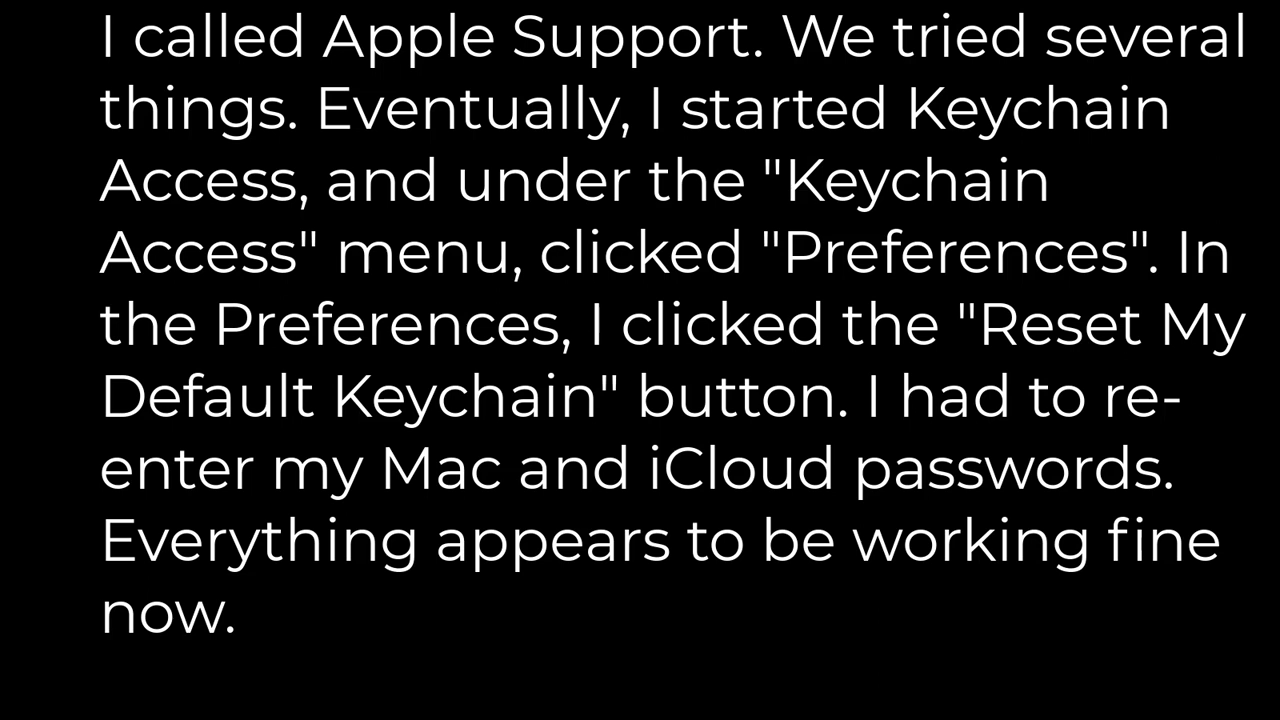 I called Apple Support. We tried several
things. Eventually, I started Keychain
Access, and under the "Keychain
Access" menu, clicked "Preferences". In
the Preferences, I clicked the "Reset My
Default Keychain" button. I had to re-
enter my Mac and iCloud passwords.
Everything appears to be working fine
now.